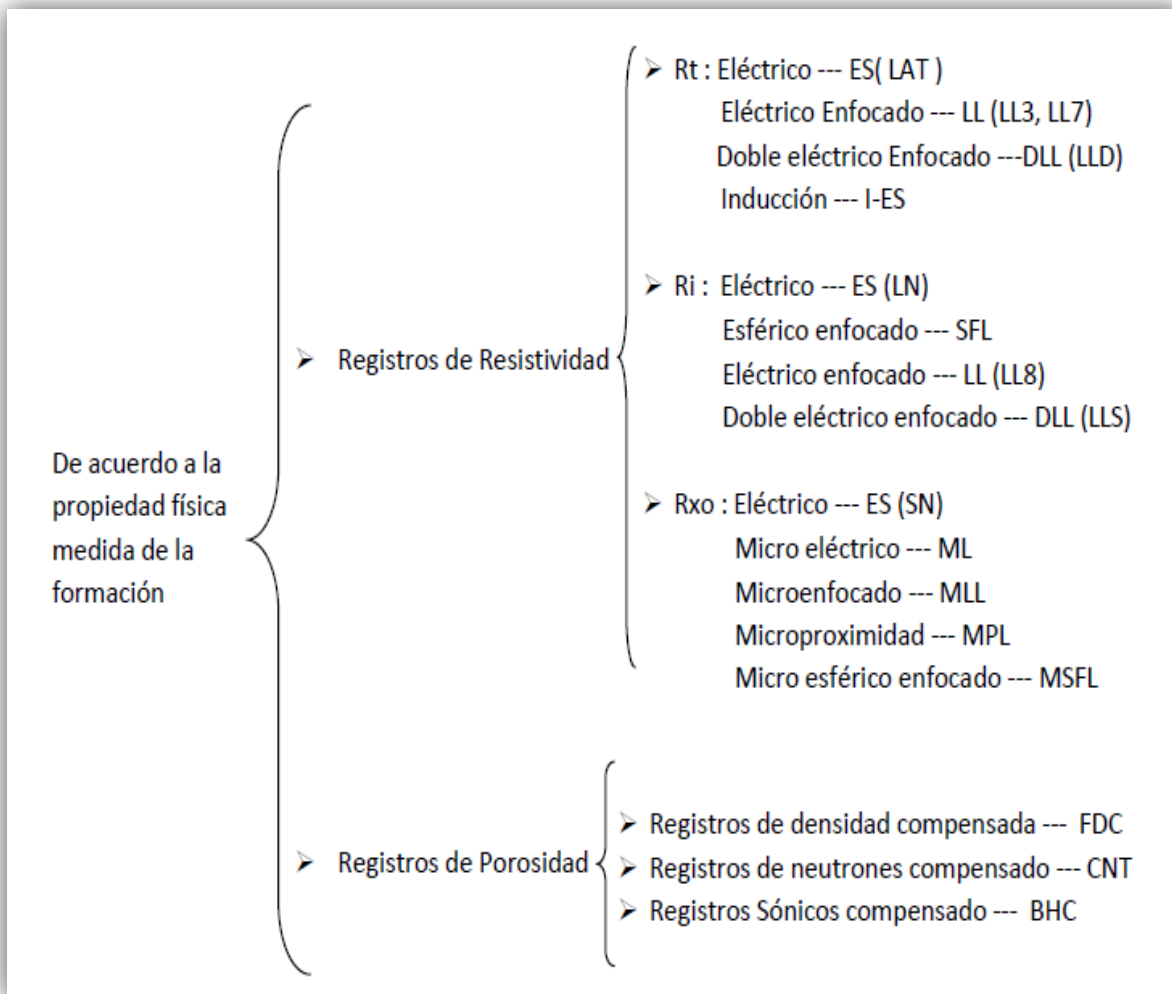 De acuerdo a la
propiedad física
medida de la
formación
➤ Registros de Resistividad
➤ Rt : Eléctrico --- ES( LAT )
Eléctrico Enfocado --- LL (LL3, LL7)
Doble eléctrico Enfocado ---DLL (LLD)
Inducción --- I-ES
➤ Ri : Eléctrico --- ES (LN)
Esférico enfocado --- SFL
Eléctrico enfocado --- LL (LL8)
Doble eléctrico enfocado --- DLL (LLS)
➤ Rxo : Eléctrico --- ES (SN)
Micro eléctrico --- ML
Microenfocado --- MLL
Microproximidad --- MPL
Micro esférico enfocado --- MSFL
➤ Registros de Porosidad
➤ Registros de densidad compensada --- FDC
➤ Registros de neutrones compensado --- CNT
➤ Registros Sónicos compensado --- BHC